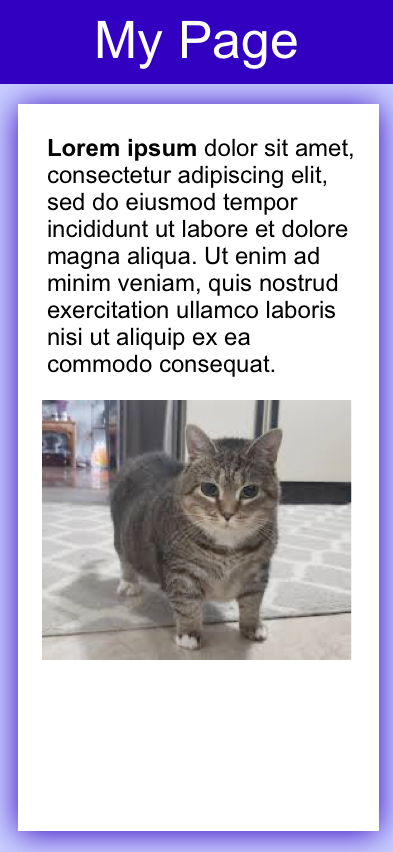 My Page
Lorem ipsum dolor sit amet,
consectetur adipiscing elit,
sed do eiusmod tempor
incididunt ut labore et dolore
magna aliqua. Ut enim ad
minim veniam, quis nostrud
exercitation ullamco laboris
nisi ut aliquip ex ea
commodo consequat.